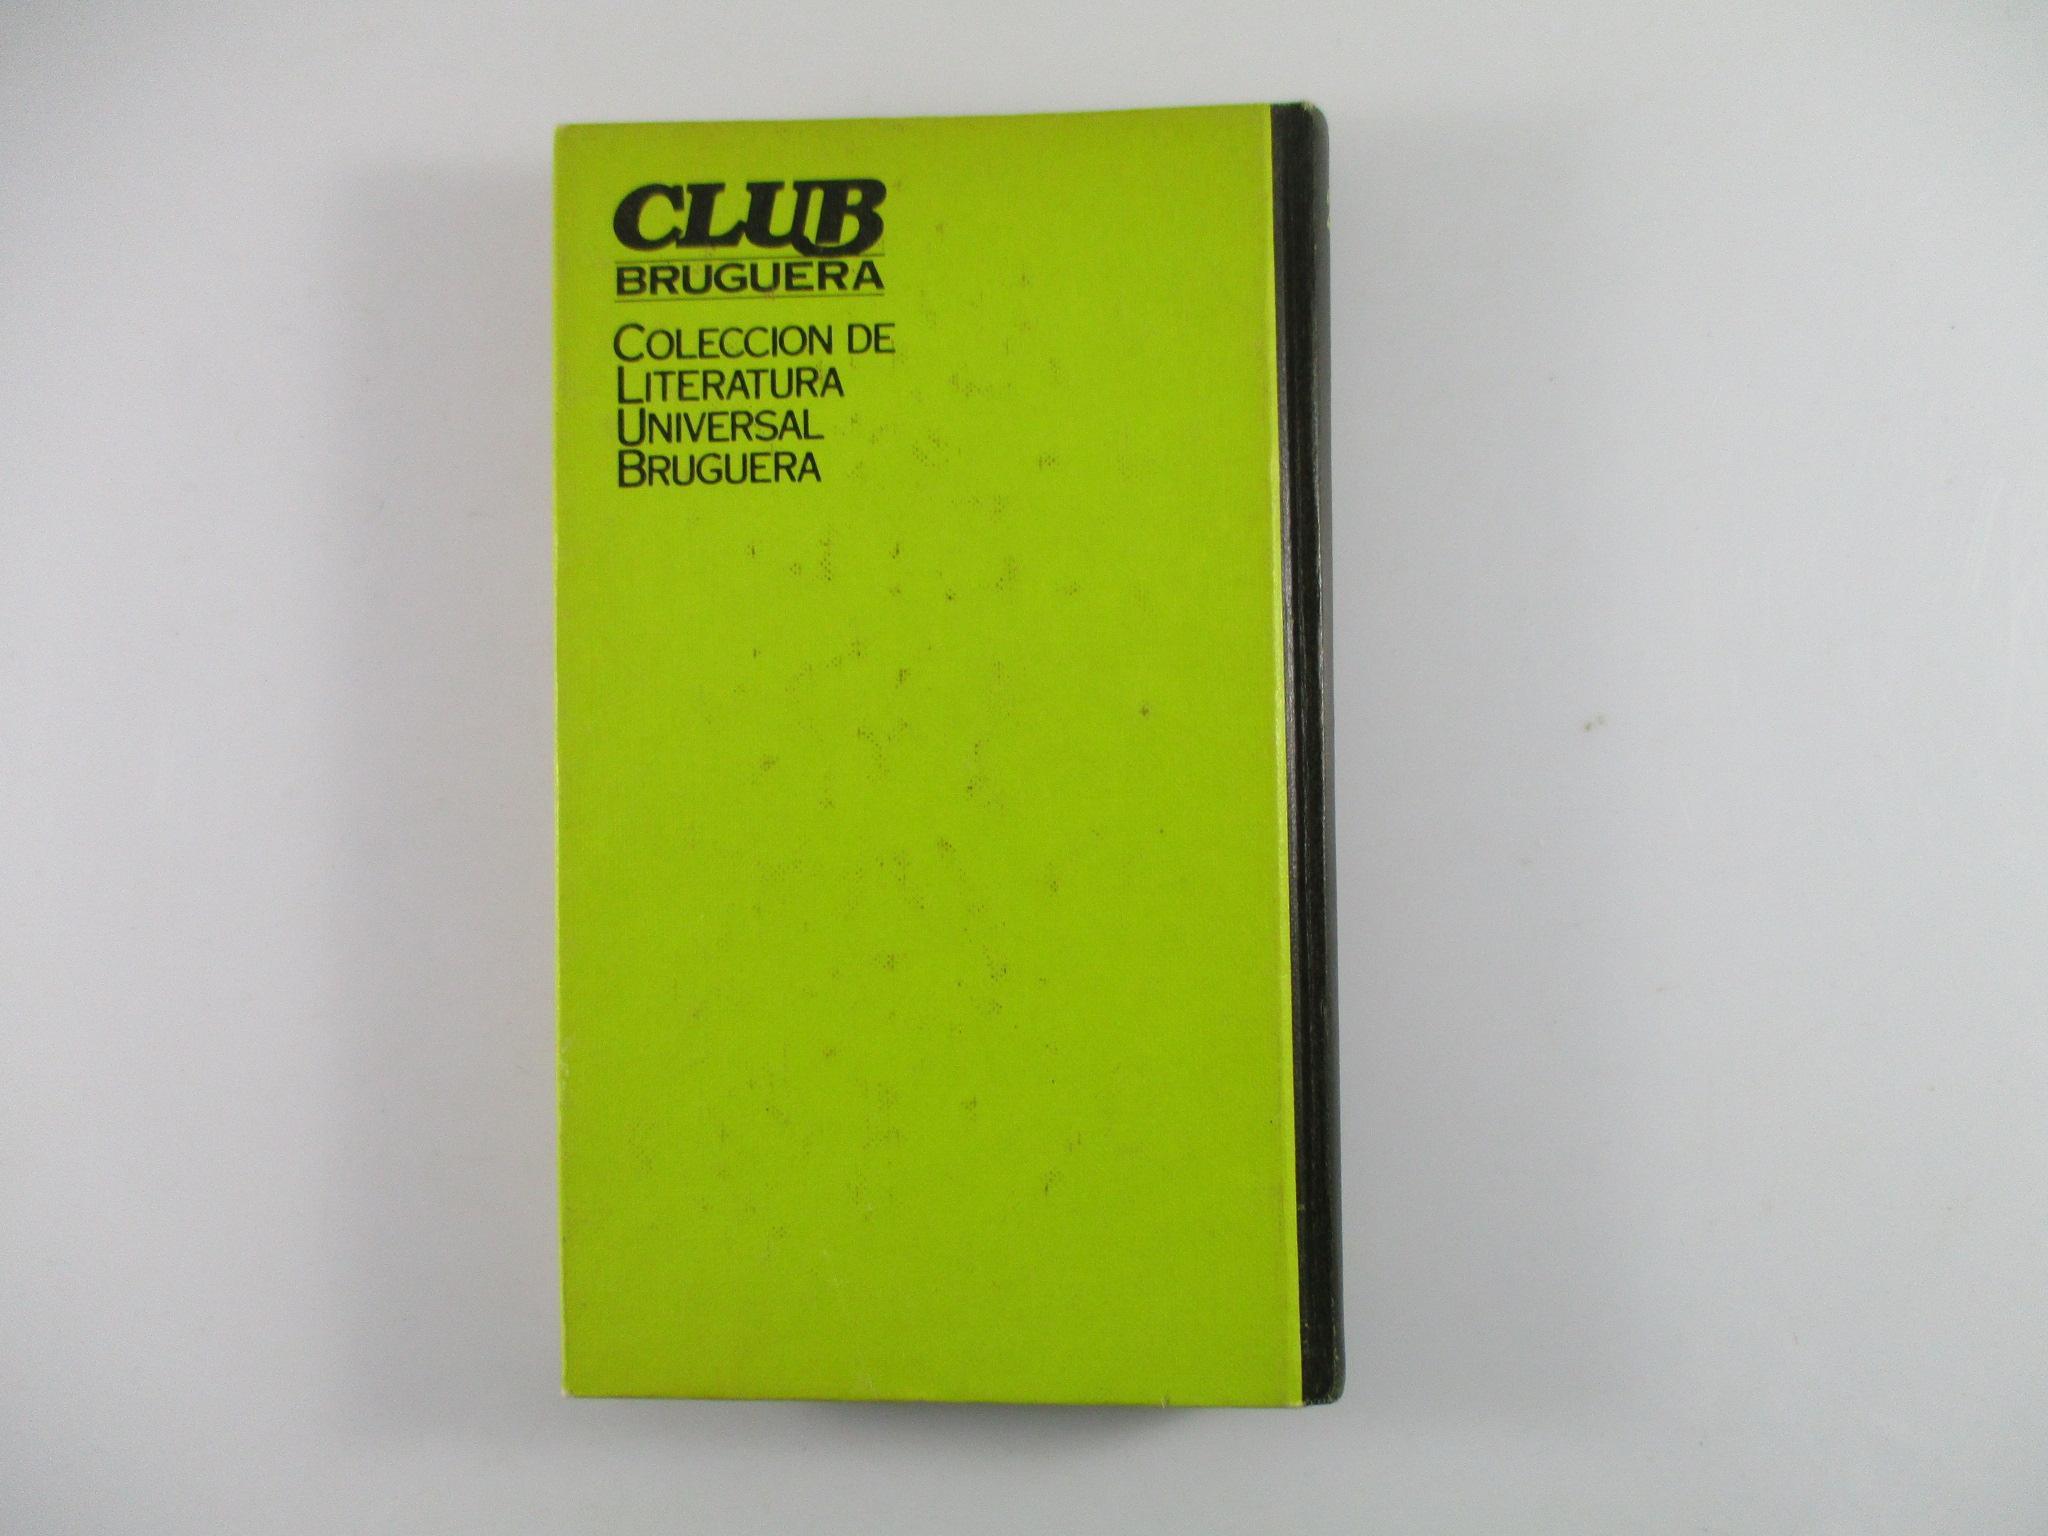 CLUB
BRUGUERA
COLECCION DE
LITERATURA
UNIVERSAL
BRUGUERA